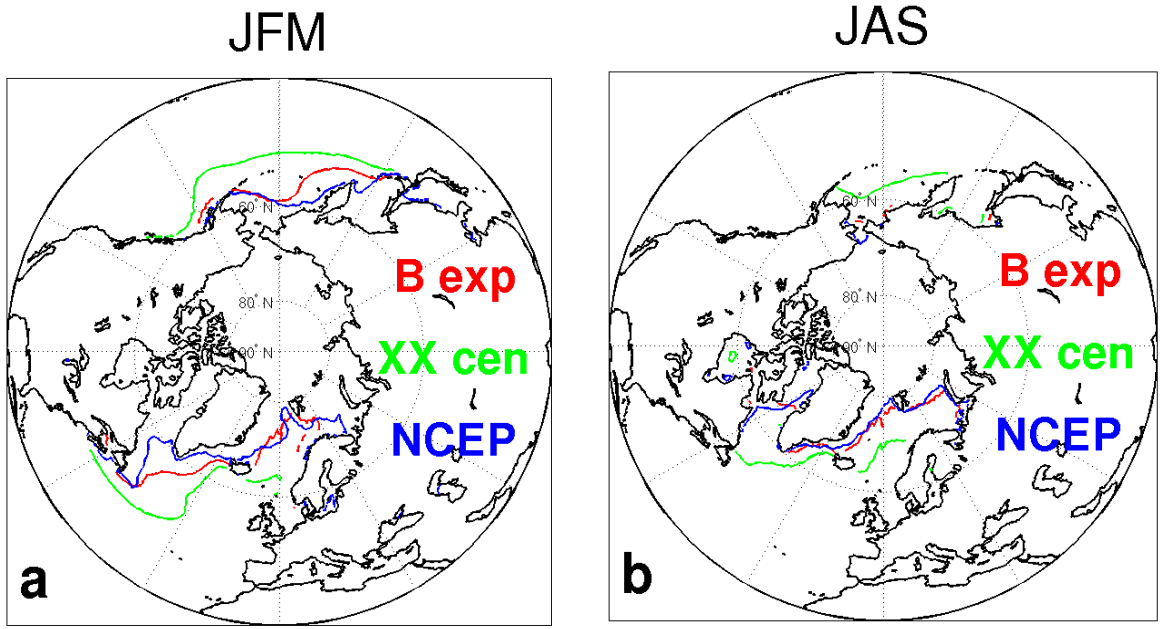 JFM
JAS
60° N
80° N
90° N
B exp
XX cen
NCEP
a
60° N
80° N
90° N
B exp
XX cen
NCEP
b